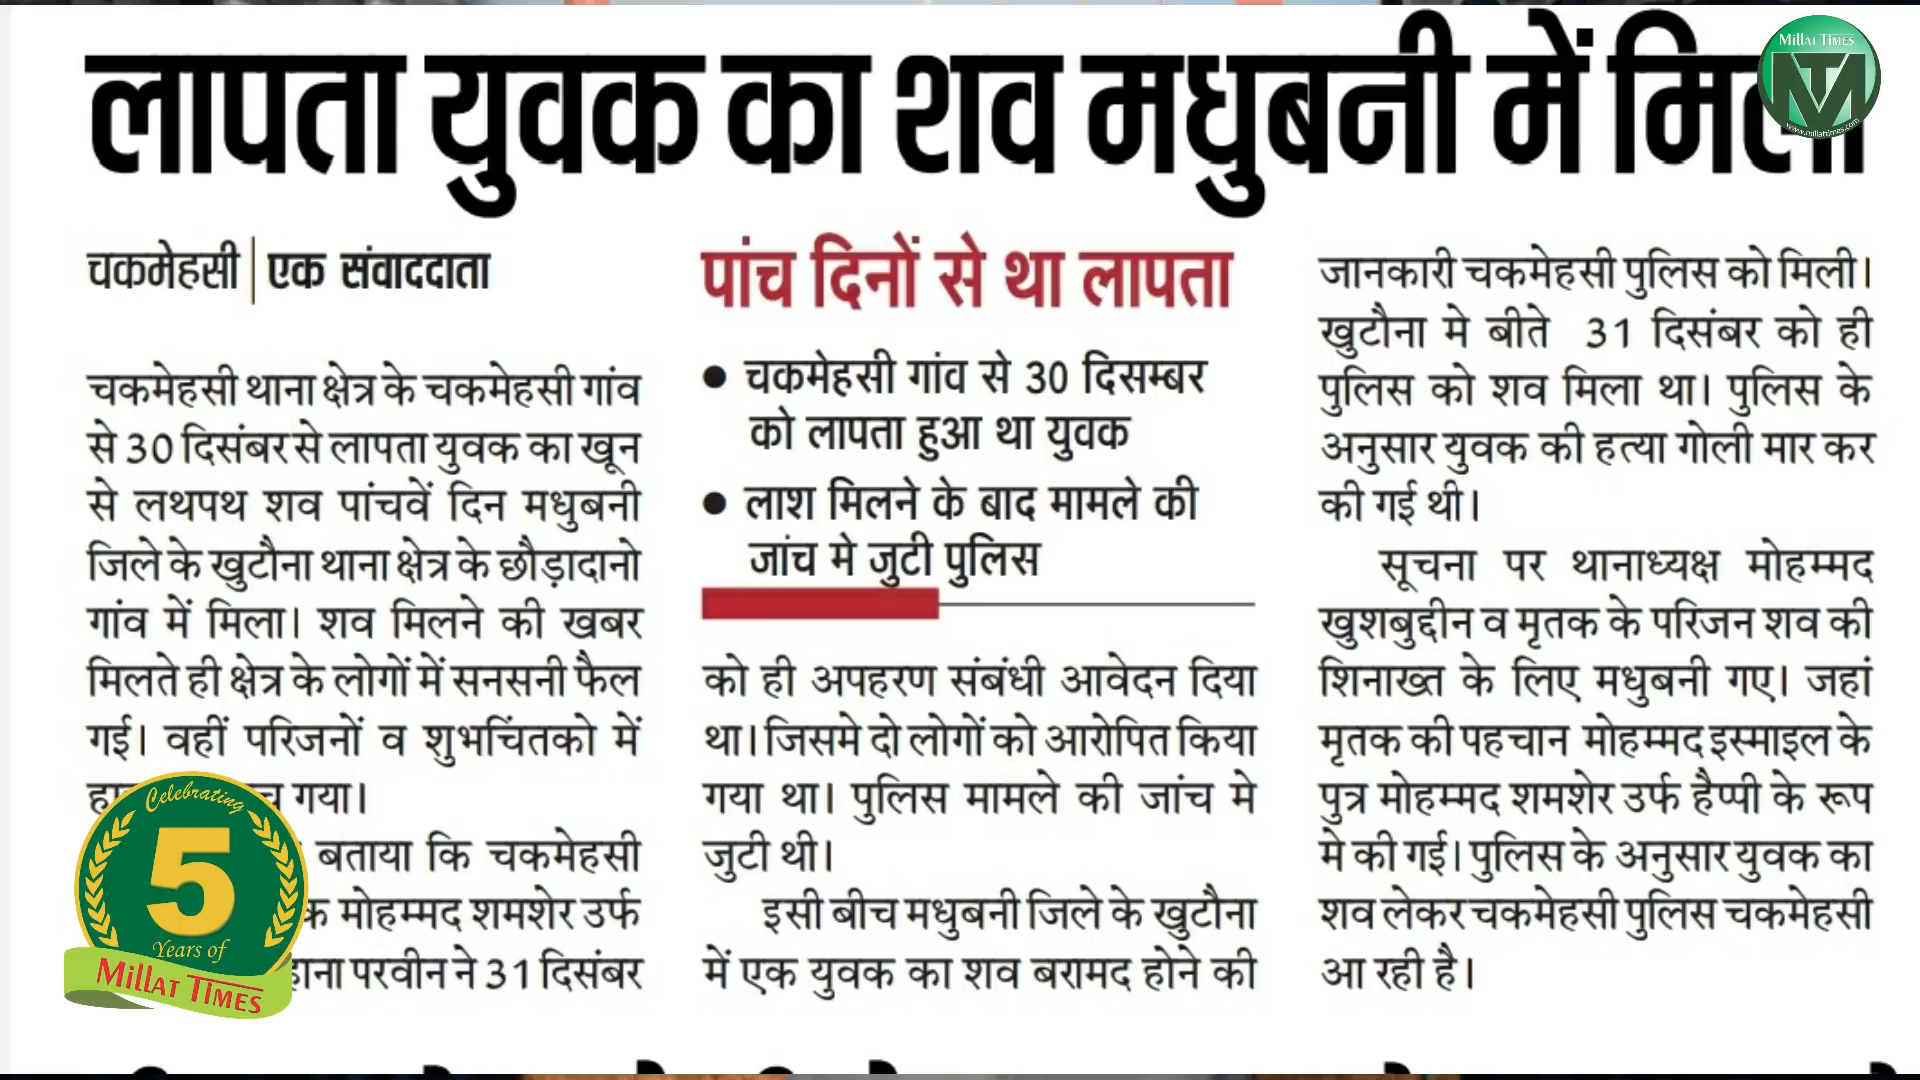 लापता युवक का शव मधुबनी में मिला
चकमेहसी | एक संवाददाता
चकमेहसी थाना क्षेत्र के चकमेहसी गांव
से 30 दिसंबर से लापता युवक का खून
से लथपथ शव पांचवें दिन मधुबनी
जिले के खुटौना थाना क्षेत्र के छौड़ादानो
गांव में मिला। शव मिलने की खबर
मिलते ही क्षेत्र के लोगों में सनसनी फैल
गई। वहीं परिजनों व शुभचिंतको में
गया।
बताया कि चकमेहसी
मोहम्मद शमशेर उर्फ
परवीन ने 31 दिसंबर
पांच दिनों से था लापता
● चकमेहसी गांव से 30 दिसम्बर
को लापता हुआ था युवक
● लाश मिलने के बाद मामले की
जांच मे जुटी पुलिस
को ही अपहरण संबंधी आवेदन दिया
था। जिसमे दो लोगों को आरोपित किया
गया था। पुलिस मामले की जांच मे
जुटी थी।
इसी बीच मधुबनी जिले के खुटौना
में एक युवक का शव बरामद होने की
जानकारी चकमेहसी पुलिस को मिली।
खुटौना मे बीते 31 दिसंबर को ही
पुलिस को शव मिला था। पुलिस के
अनुसार युवक की हत्या गोली मार कर
की गई थी।
सूचना पर थानाध्यक्ष मोहम्मद
खुशबुद्दीन व मृतक के परिजन शव की
शिनाख्त के लिए मधुबनी गए। जहां
मृतक की पहचान मोहम्मद इस्माइल के
पुत्र मोहम्मद शमशेर उर्फ हैप्पी के रूप
मे की गई। पुलिस के अनुसार युवक का
शव लेकर चकमेहसी पुलिस चकमेहसी
आ रही है।
Millat Times
MT
www.millattimes.com
Celebrating
5
Years of
Millat Times